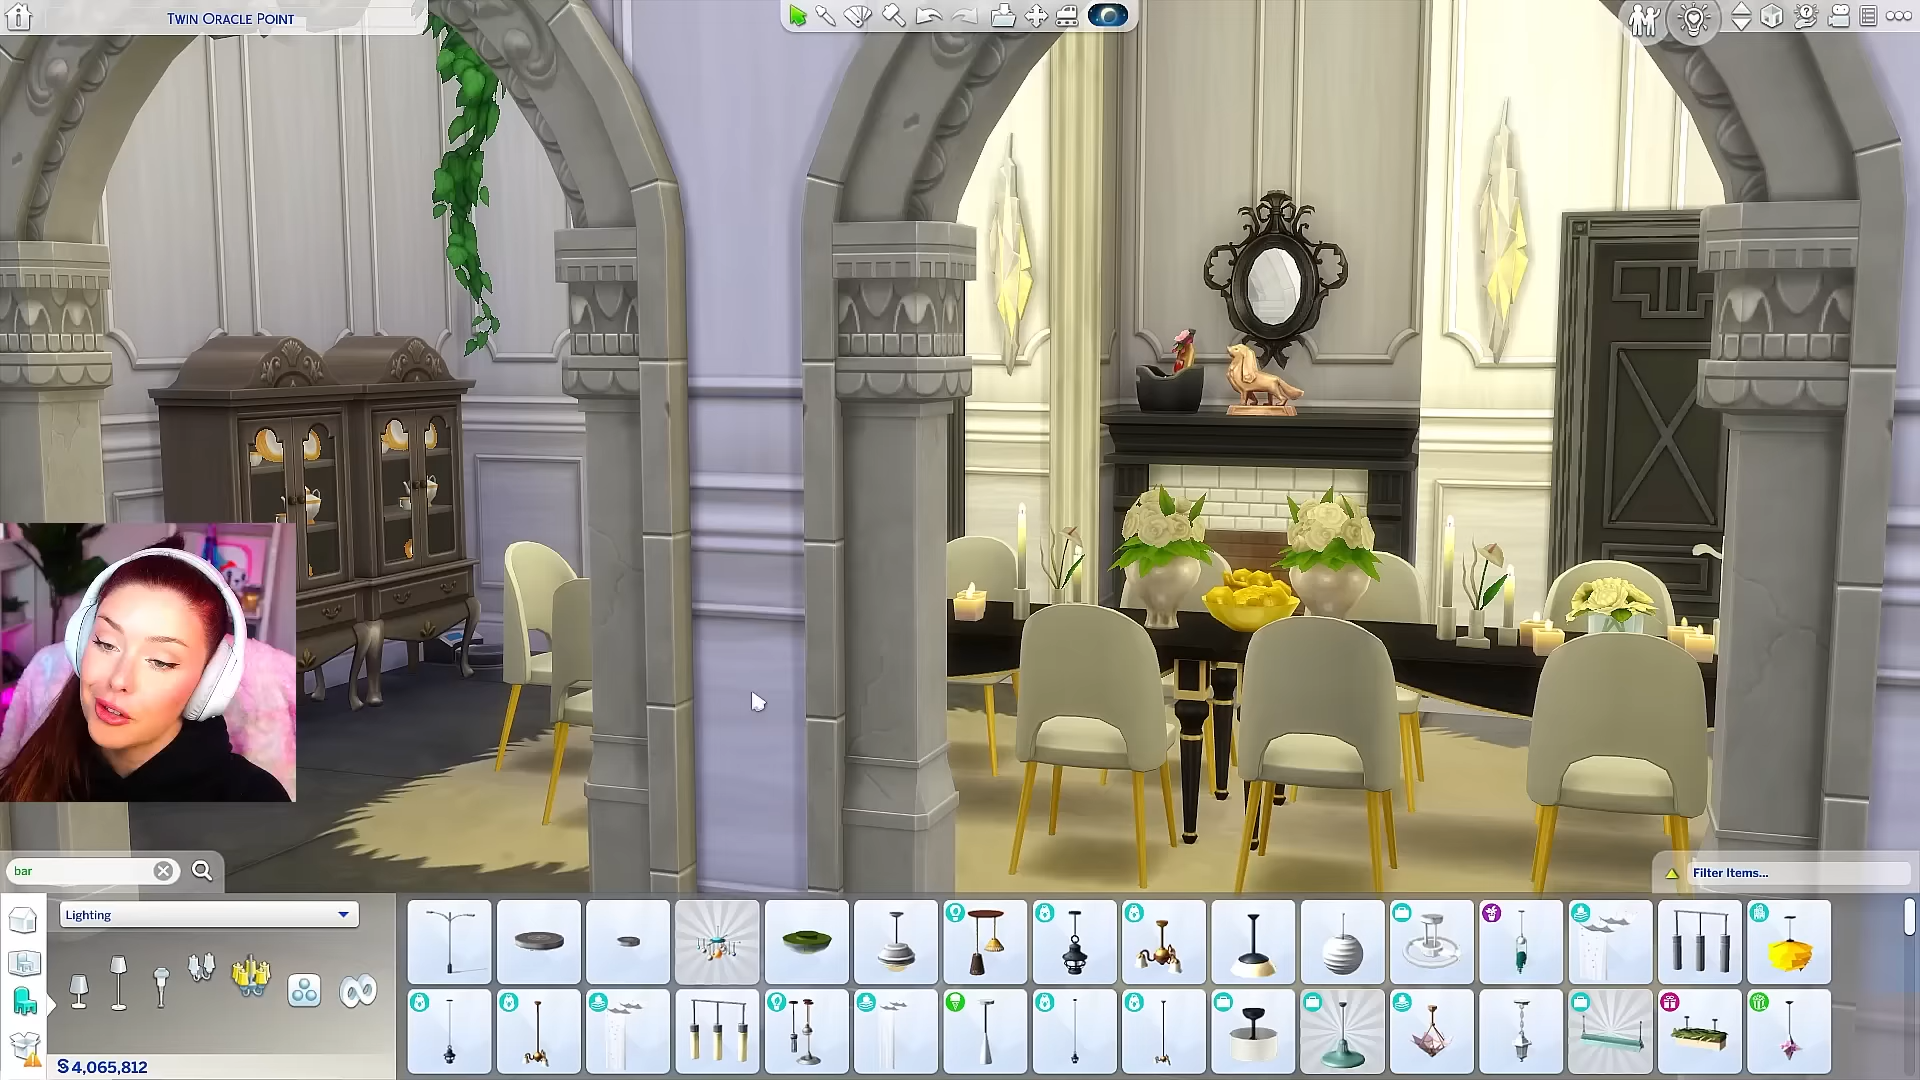 TWIN ORACLE POINT
bar
Filter Items...
Lighting
§4,065,812